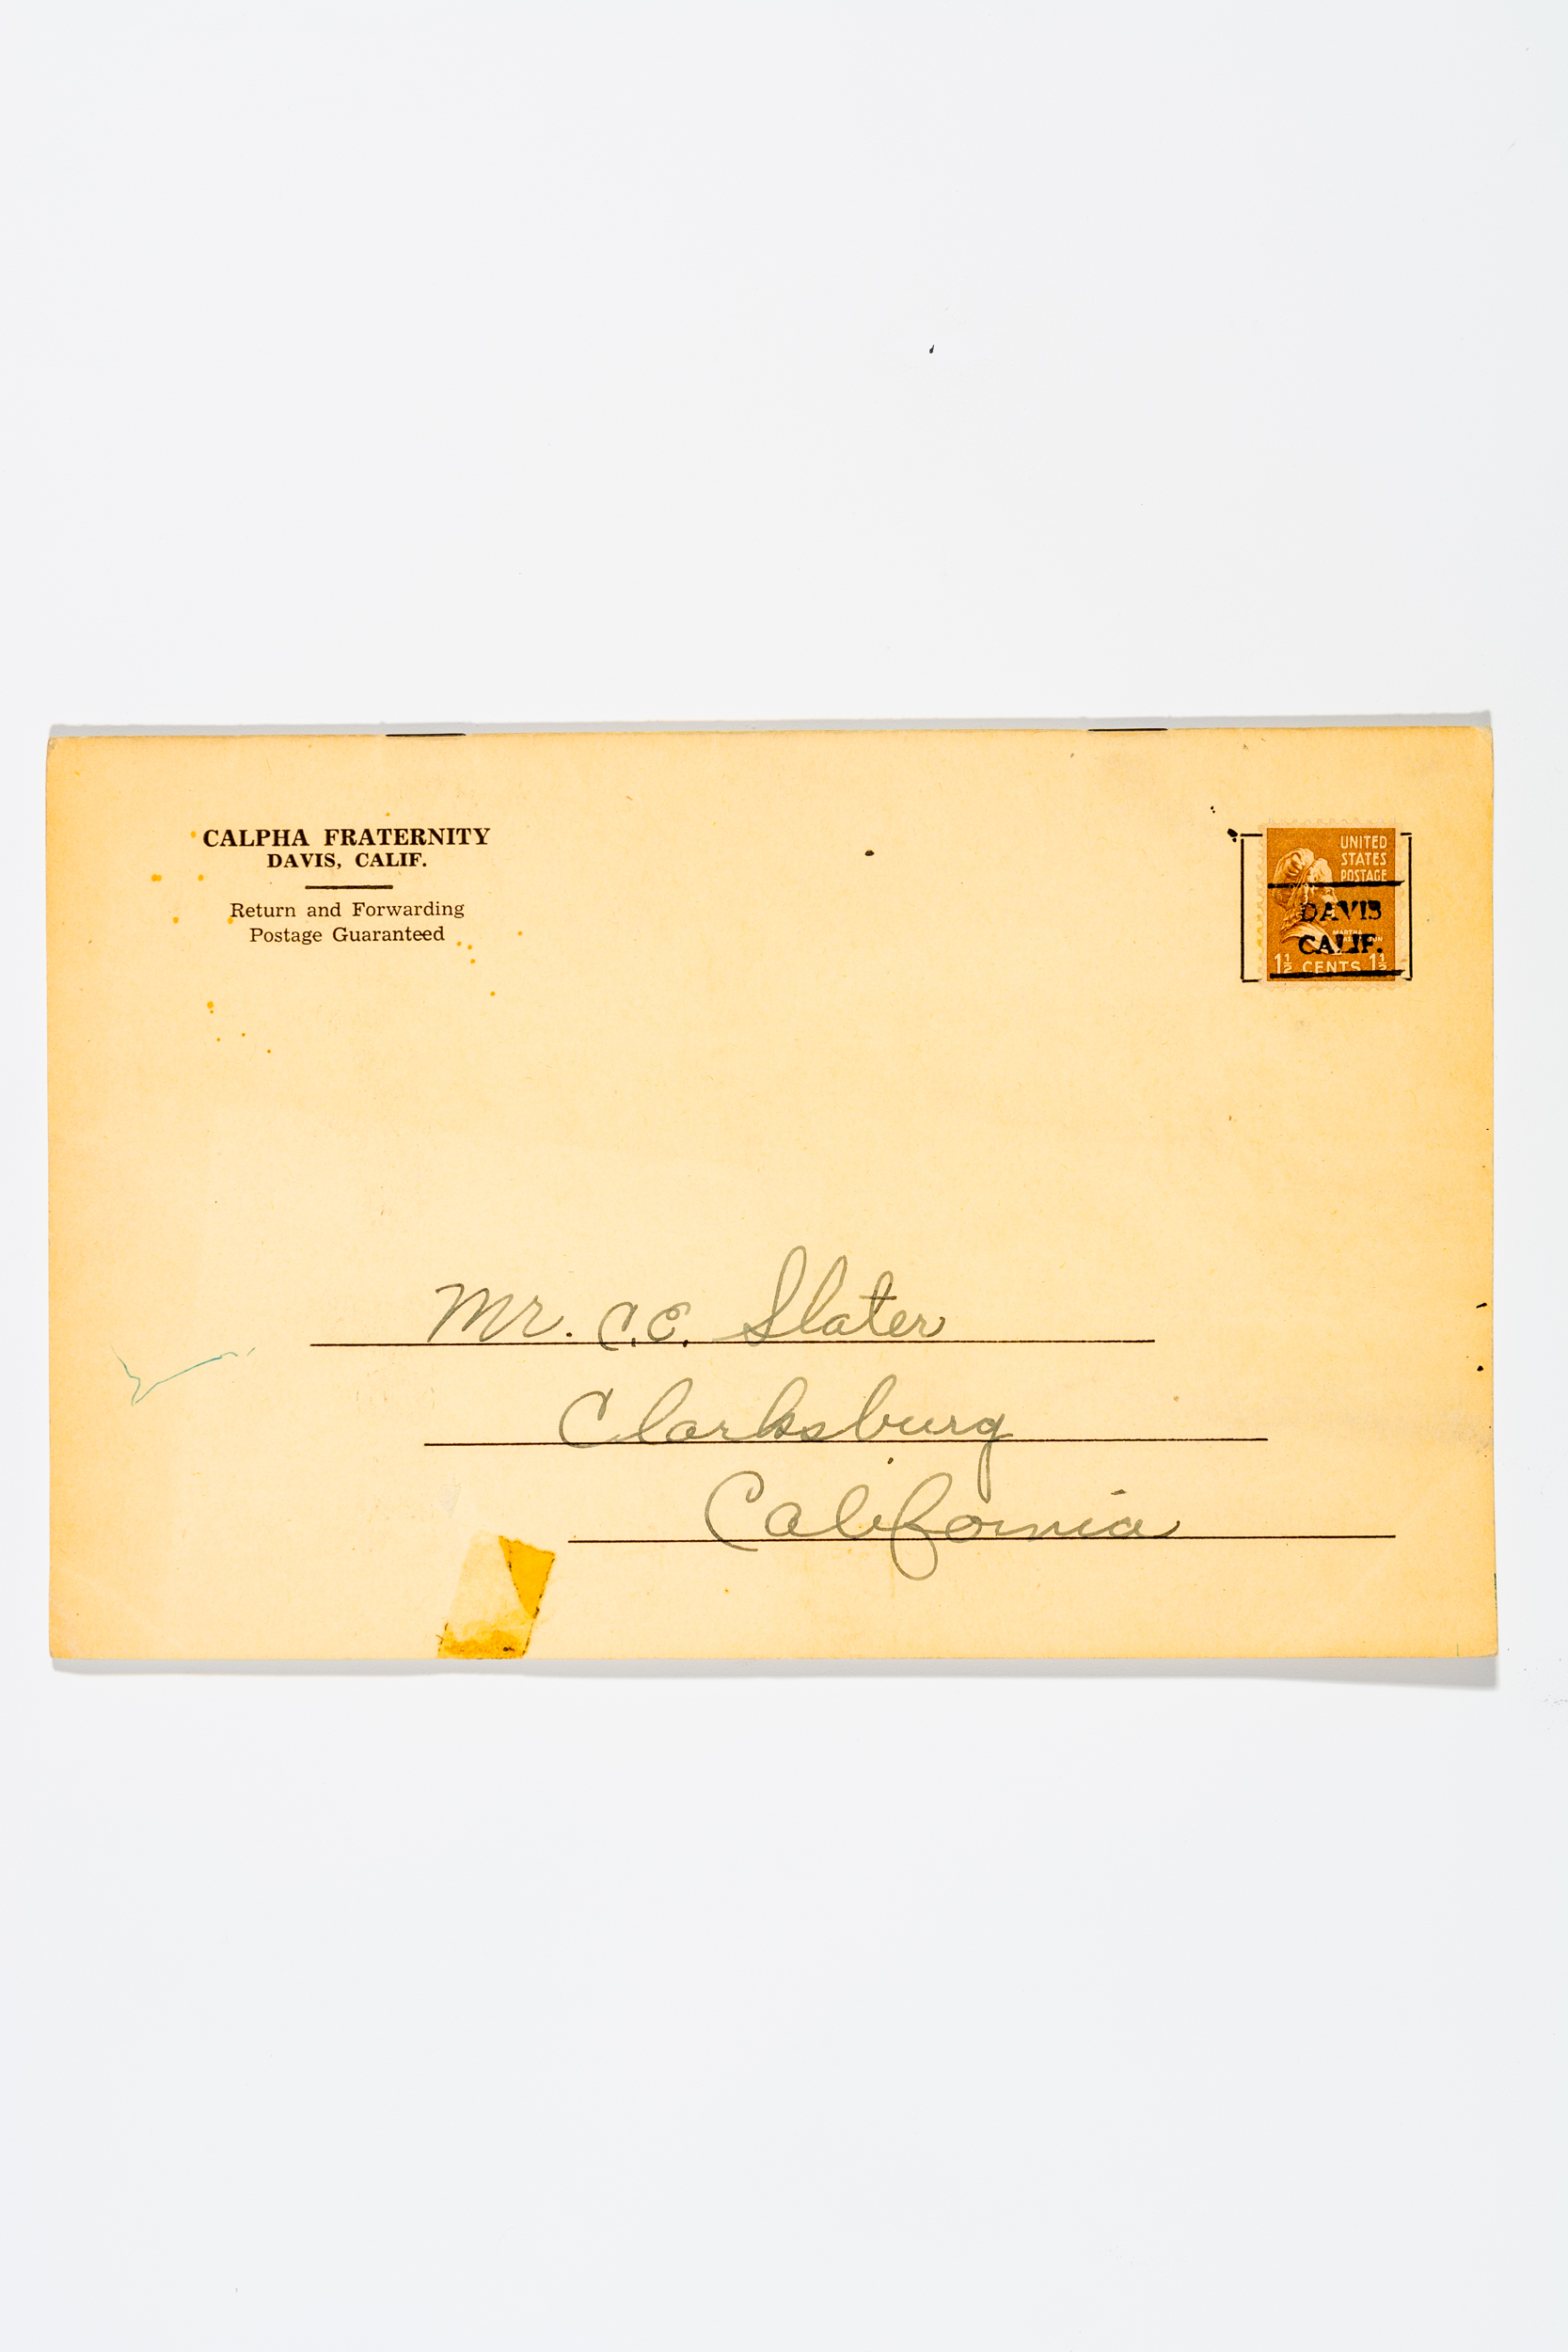 CALPHA FRATERNITY
DAVIS, CALIF.
Return and Forwarding
Postage Guaranteed
UNITED
STATES
POSTAGE
DAVIS
CALIF.
MARTHA
1½ CENTS 1½
Mr. C.E. Slater
Clarksburg
California